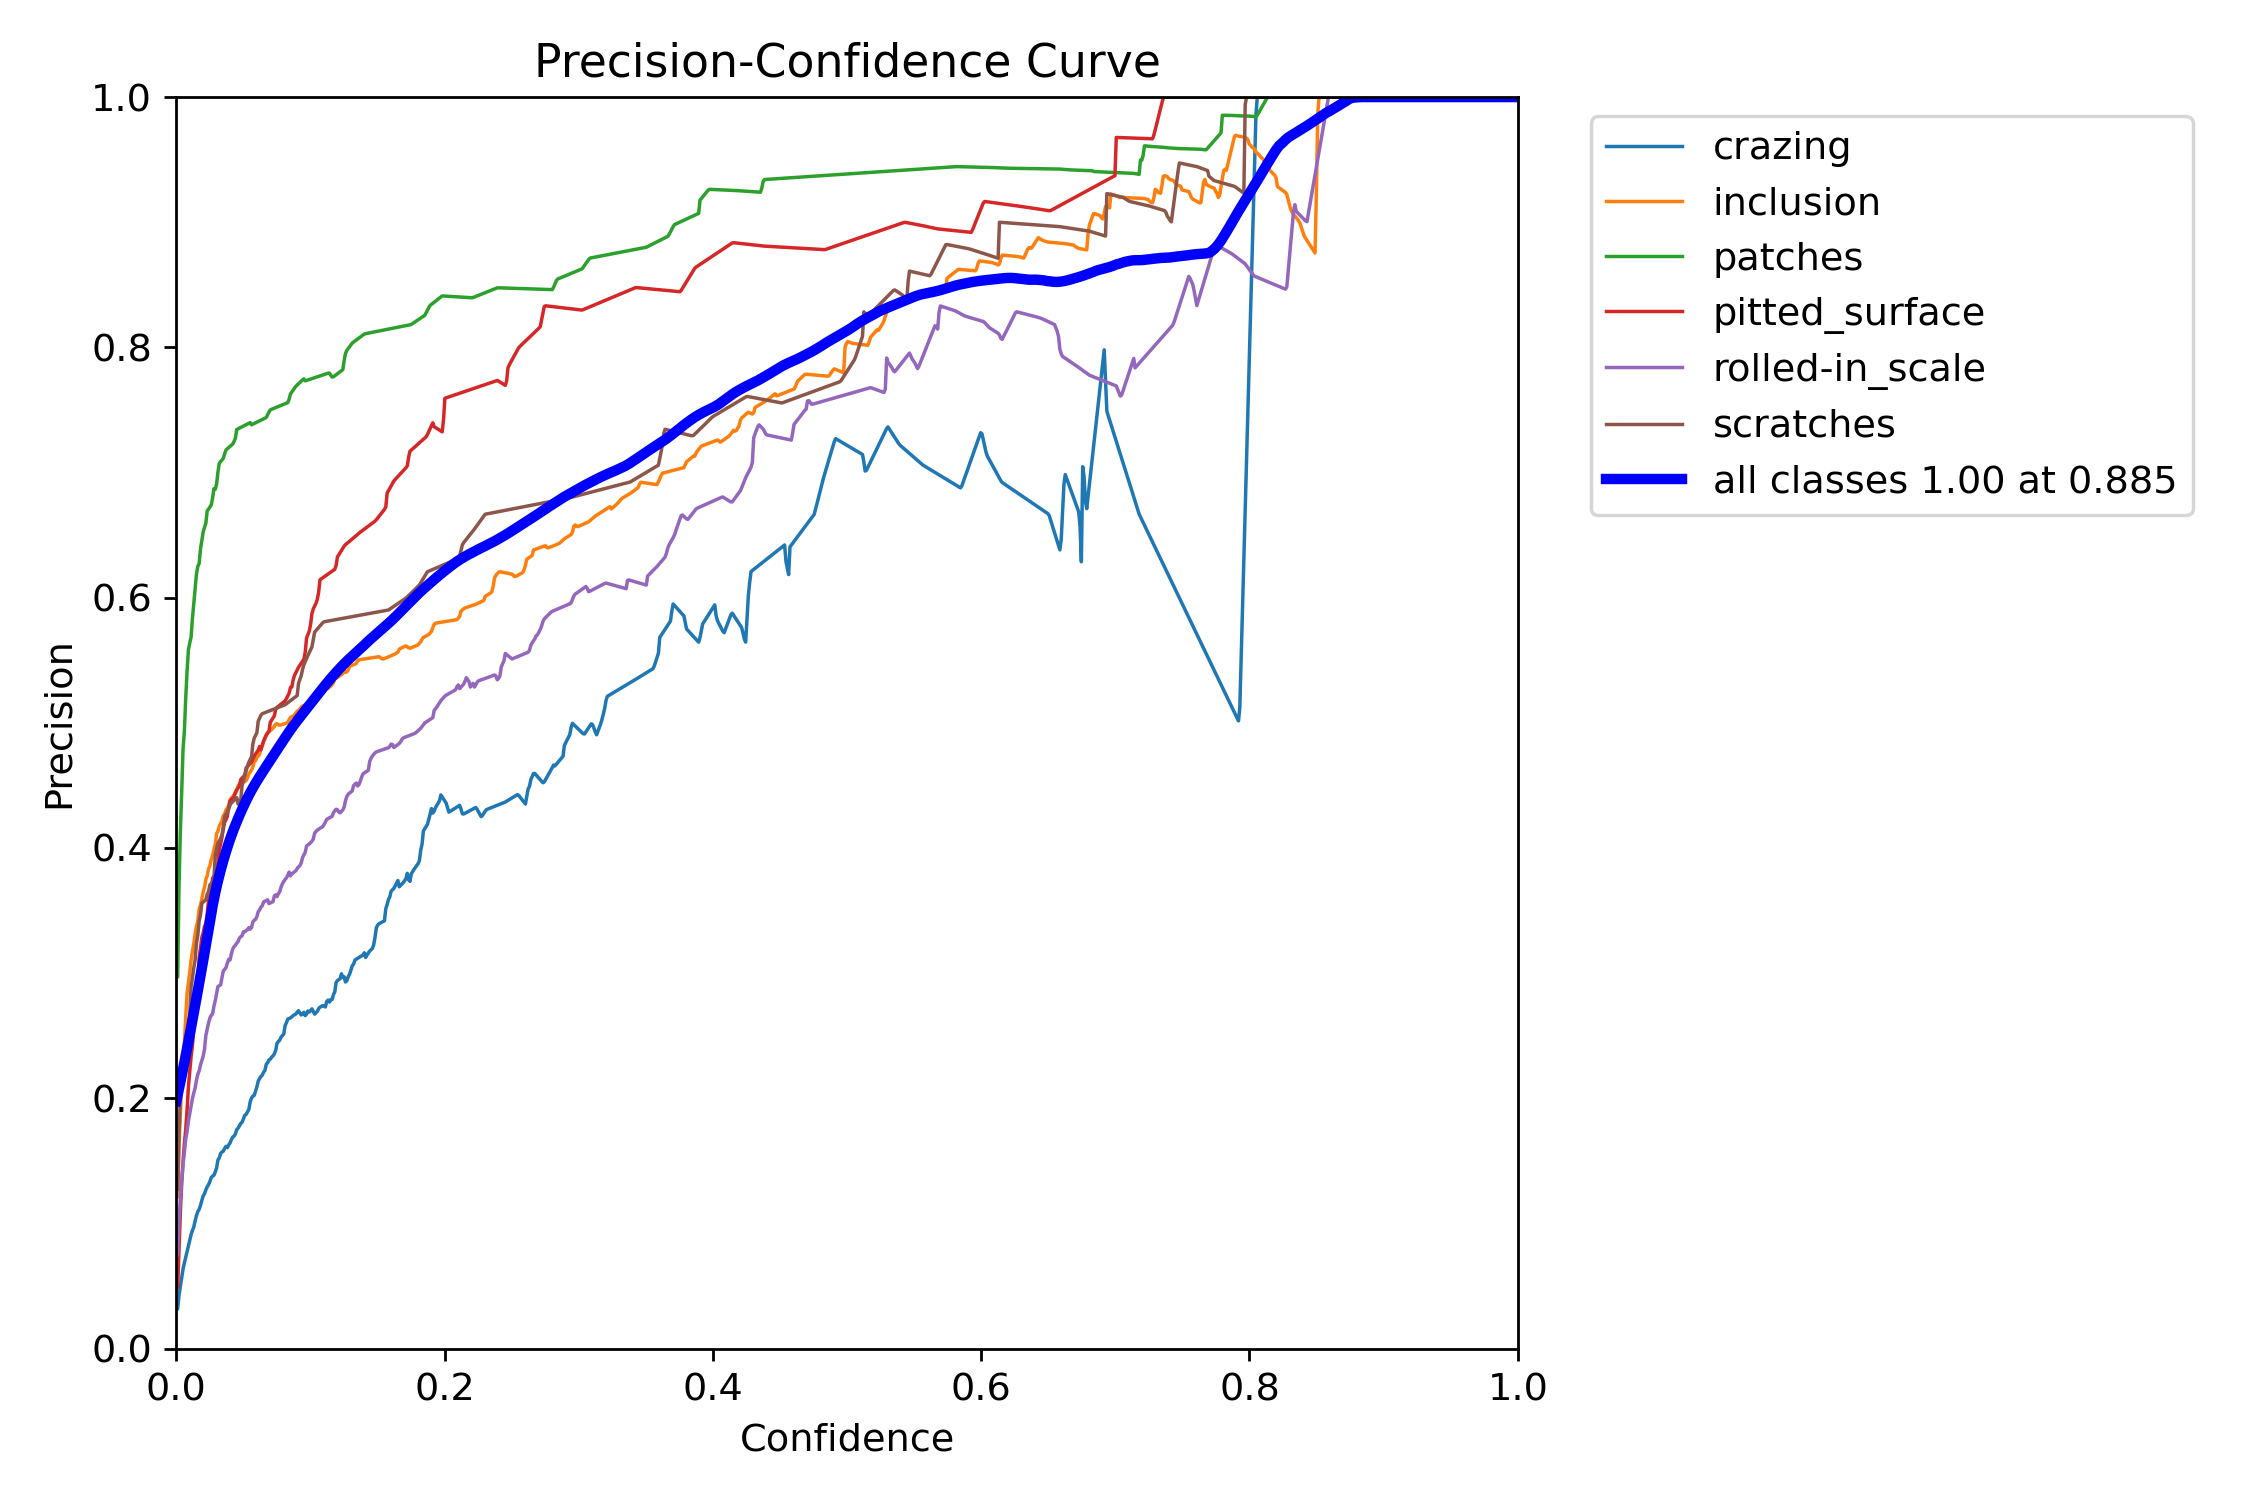 Precision-Confidence Curve
1.0
0.8
0.6
0.4
0.2
0.0
Precision
0.0 0.2 0.4 0.6 0.8 1.0
Confidence
crazing
inclusion
patches
pitted_surface
rolled-in_scale
scratches
all classes 1.00 at 0.885